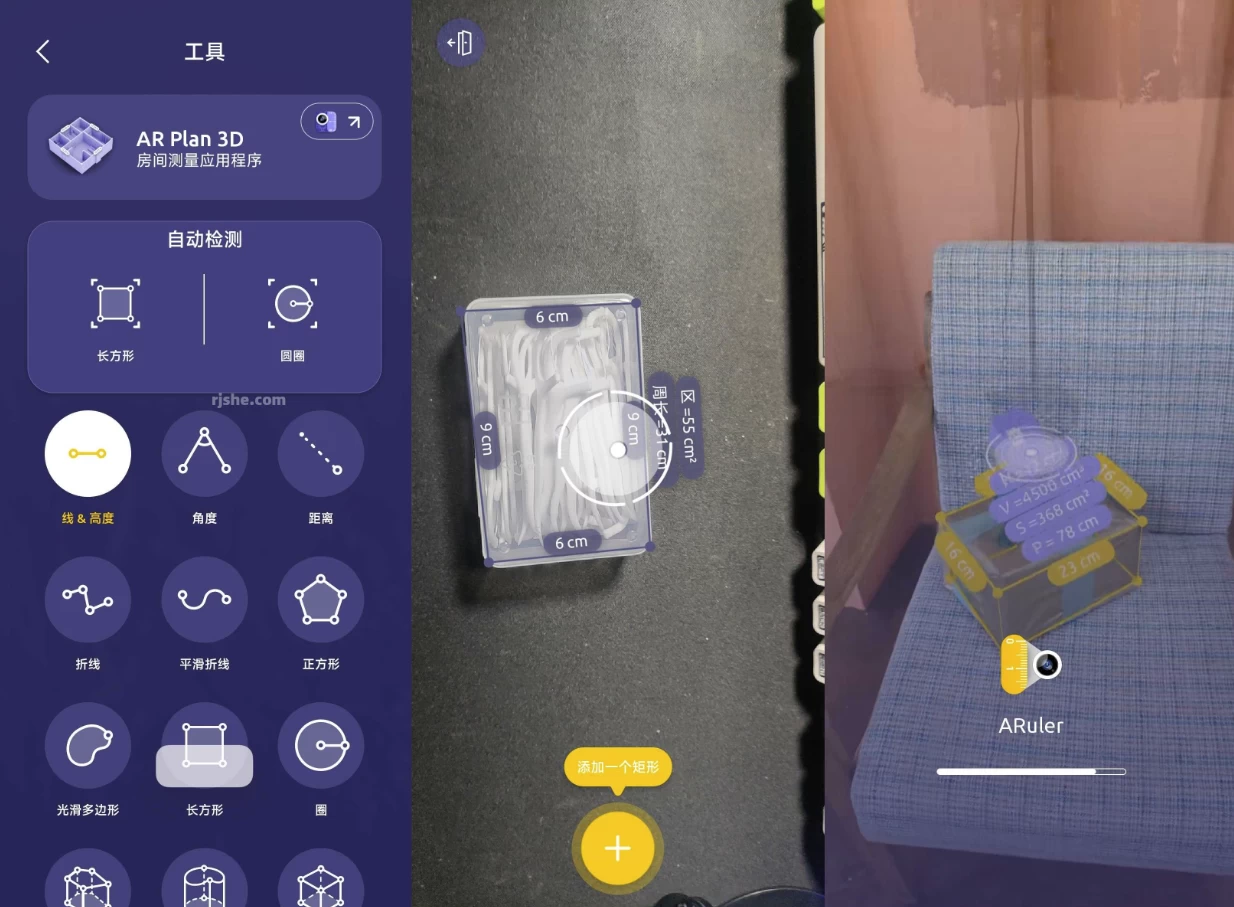 工具
AR Plan 3D
房间测量应用程序
自动检测
长方形
圆圈
rjshe.com
线 & 高度
角度
距离
折线
平滑折线
正方形
光滑多边形
长方形
圈
6 cm
9 cm
9 cm
周长=31 cm
区 =55 cm²
6 cm
添加一个矩形
16 cm
V =4506 cm³
S =368 cm²
P = 78 cm
16 cm
23 cm
0
1
ARuler